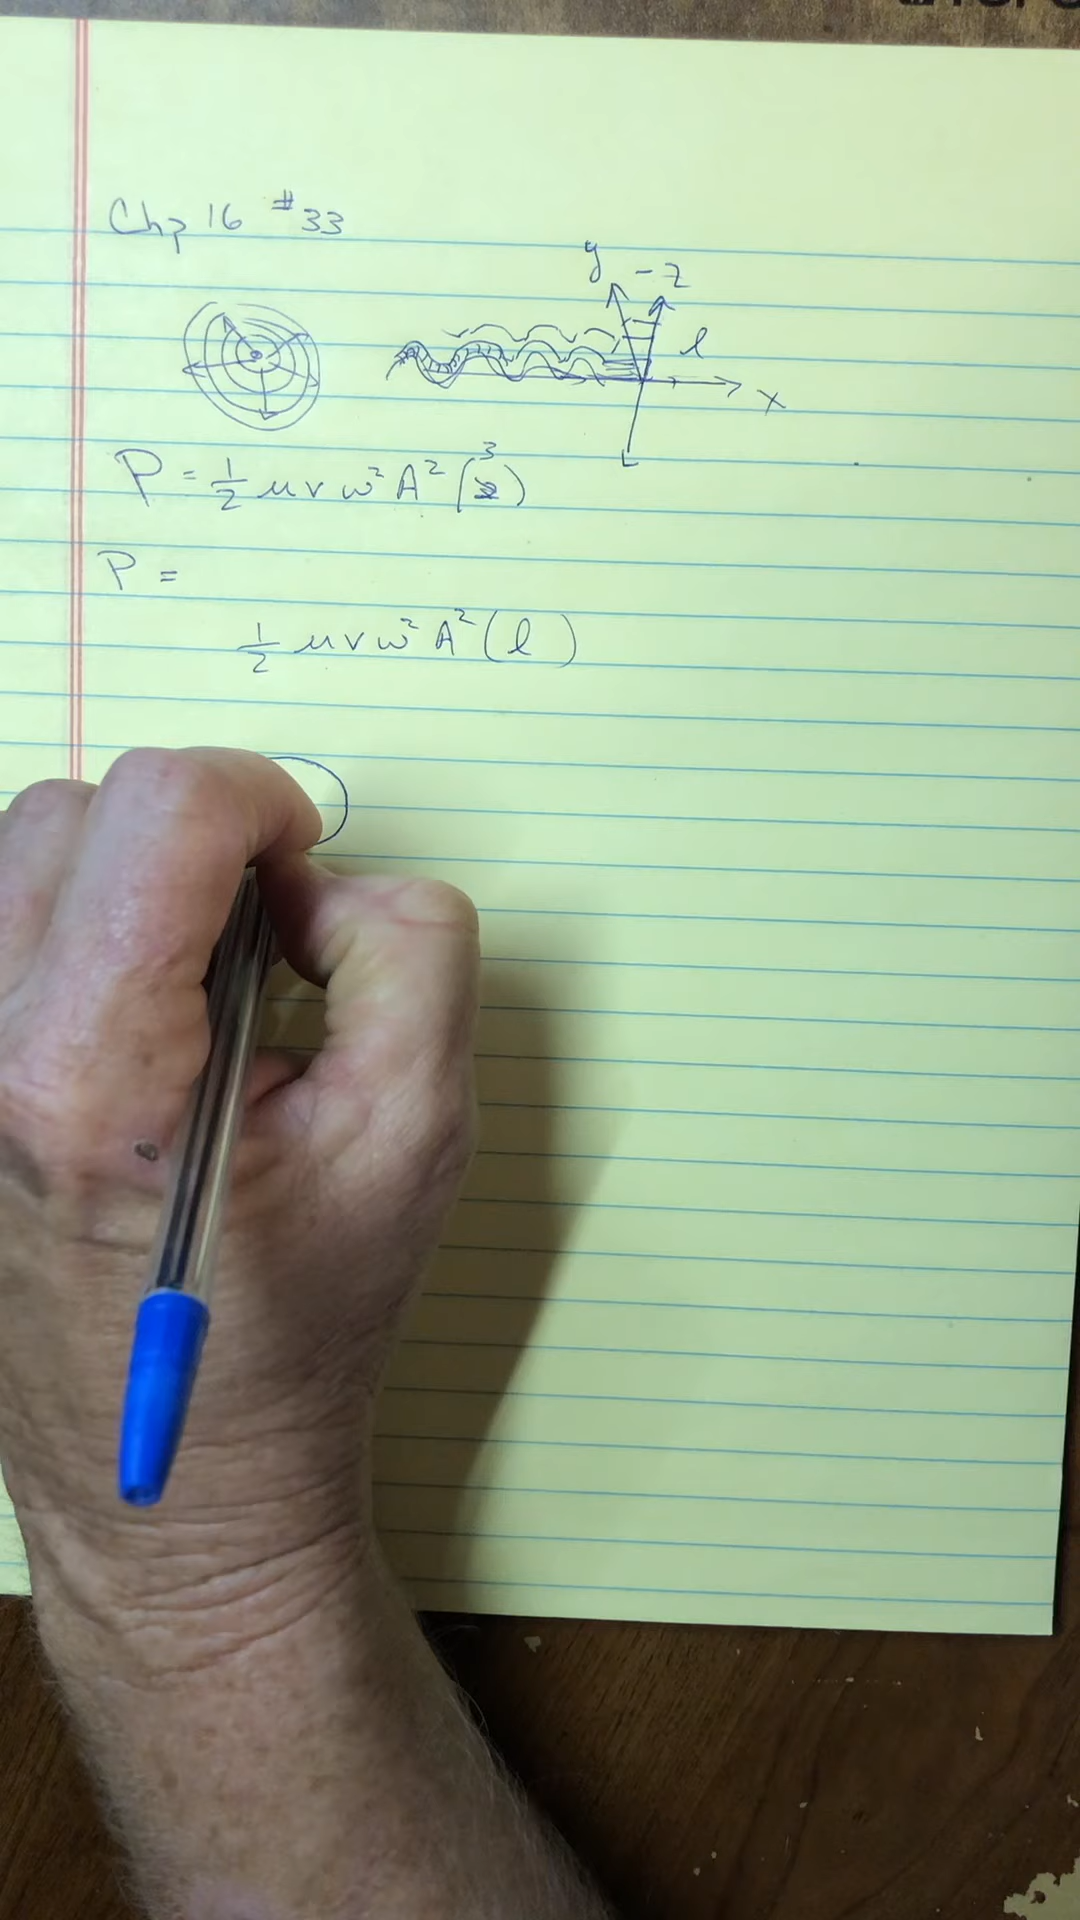 Chp 16 #33
y -z
l
x
P = 1/2 μ v ω² A² (3)
P =
1/2 μ v ω² A² (l )